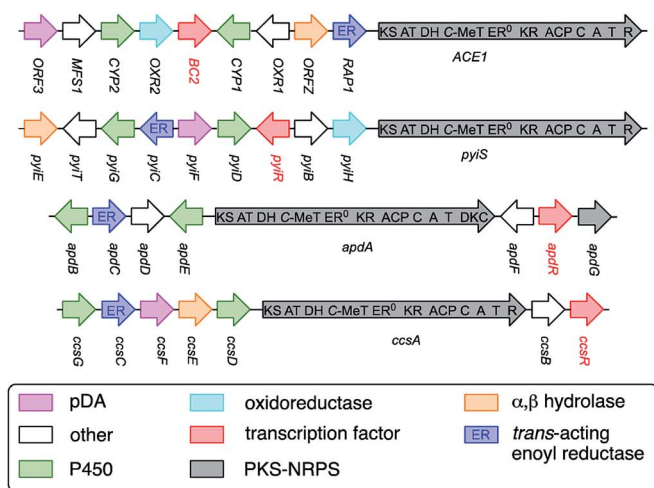 ER KS AT DH C-MeT ER⁰ KR ACP C A T R
ORF3 MFS1 CYP2 OXR2 BC2 CYP1 OXR1 ORFZ RAP1 ACE1
ER KS AT DH C-MeT ER⁰ KR ACP C A T R
pyiE pyiT pyiG pyiC pyiF pyiD pyiR pyiB pyiH pyiS
ER KS AT DH C-MeT ER⁰ KR ACP C A T DKC
apdB apdC apdD apdE apdA apdF apdR apdG
ER KS AT DH C-MeT ER⁰ KR ACP C A T R
ccsG ccsC ccsF ccsE ccsD ccsA ccsB ccsR
pDA oxidoreductase α,β hydrolase
other transcription factor ER trans-acting
enoyl reductase
P450 PKS-NRPS